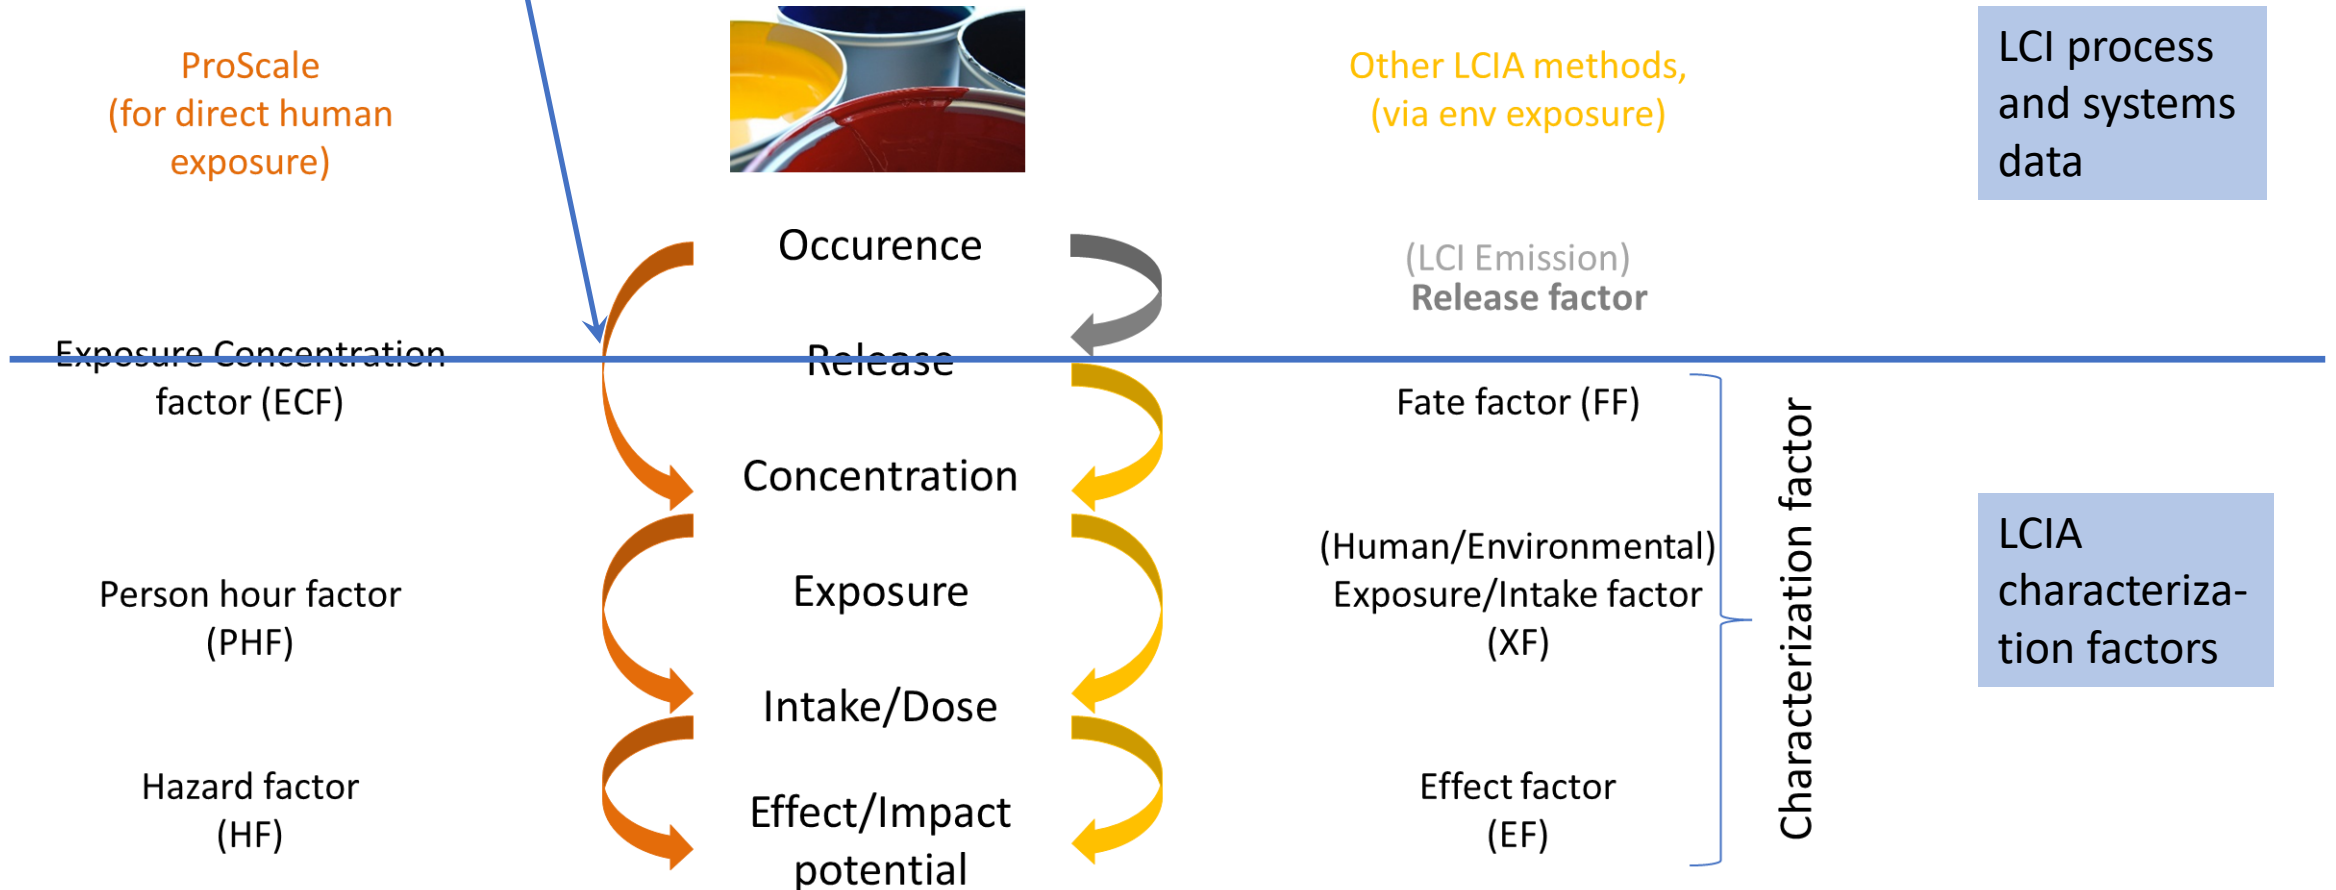 ProScale
(for direct human
exposure)
Other LCIA methods,
(via env exposure)
LCI process
and systems
data
Occurence
(LCI Emission)
Release factor
Exposure Concentration
factor (ECF)
Release
Fate factor (FF)
Concentration
(Human/Environmental)
Exposure/Intake factor
(XF)
Person hour factor
(PHF)
Exposure
Characterization factor
LCIA
characteriza-
tion factors
Intake/Dose
Hazard factor
(HF)
Effect/Impact
potential
Effect factor
(EF)